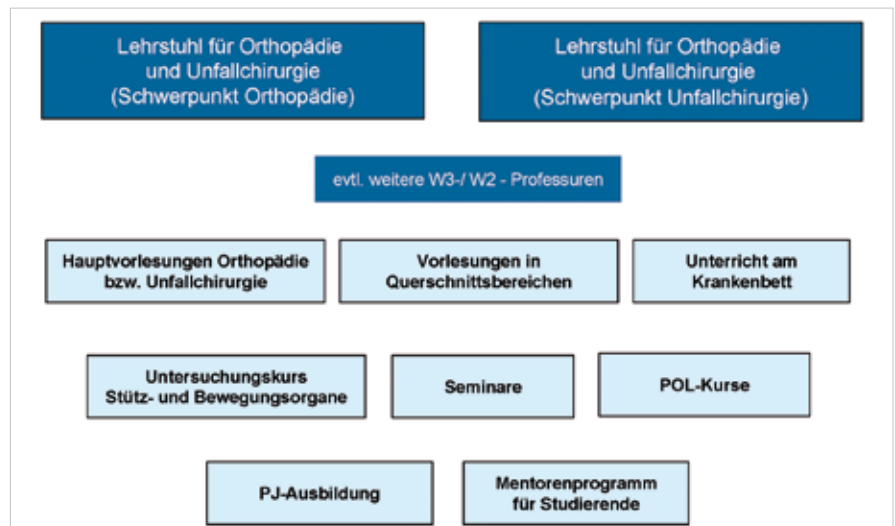 Lehrstuhl für Orthopädie
und Unfallchirurgie
(Schwerpunkt Orthopädie)
Lehrstuhl für Orthopädie
und Unfallchirurgie
(Schwerpunkt Unfallchirurgie)
evtl. weitere W3-/ W2 - Professuren
Hauptvorlesungen Orthopädie
bzw. Unfallchirurgie
Vorlesungen in
Querschnittsbereichen
Unterricht am
Krankenbett
Untersuchungskurs
Stütz- und Bewegungsorgane
Seminare
POL-Kurse
PJ-Ausbildung
Mentorenprogramm
für Studierende